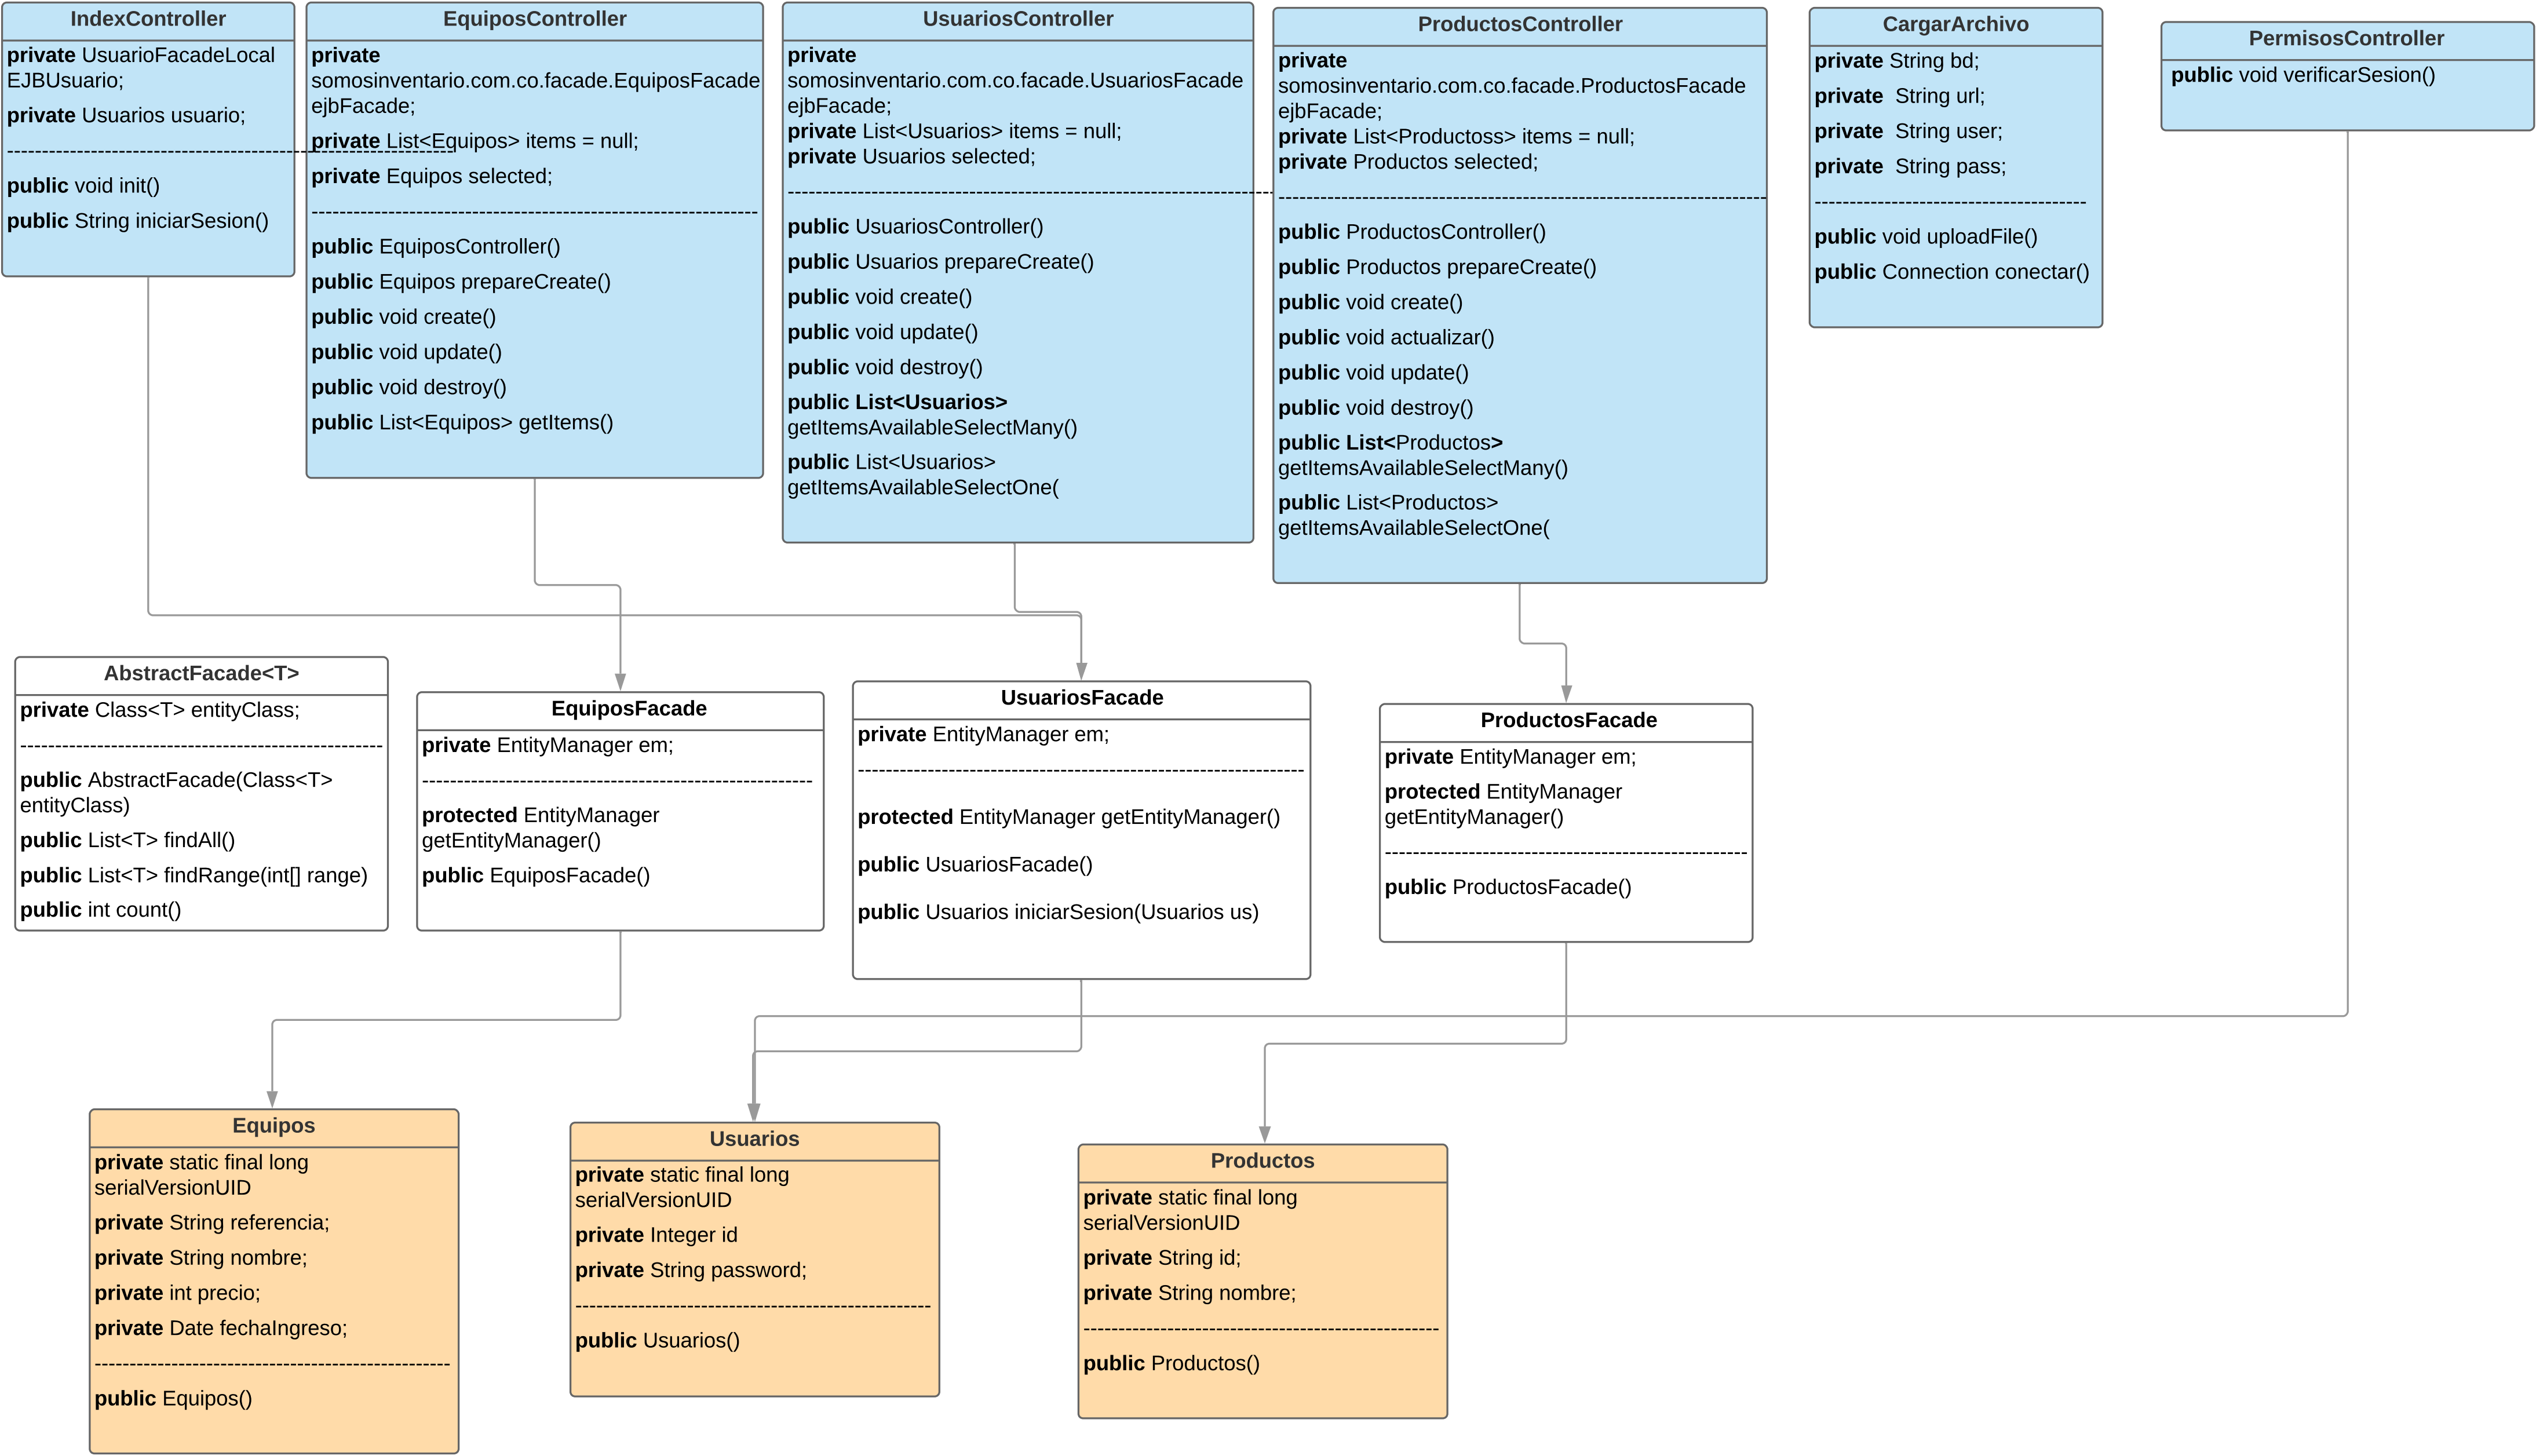 IndexController
private UsuarioFacadeLocal
EJBUsuario;
private Usuarios usuario;
----------------------------------------------------------------
public void init()
public String iniciarSesion()
EquiposController
private
somosinventario.com.co.facade.EquiposFacade
ejbFacade;
private List<Equipos> items = null;
private Equipos selected;
----------------------------------------------------------------
public EquiposController()
public Equipos prepareCreate()
public void create()
public void update()
public void destroy()
public List<Equipos> getItems()
UsuariosController
private
somosinventario.com.co.facade.UsuariosFacade
ejbFacade;
private List<Usuarios> items = null;
private Usuarios selected;
----------------------------------------------------------------------
public UsuariosController()
public Usuarios prepareCreate()
public void create()
public void update()
public void destroy()
public List<Usuarios>
getItemsAvailableSelectMany()
public List<Usuarios>
getItemsAvailableSelectOne(
ProductosController
private
somosinventario.com.co.facade.ProductosFacade
ejbFacade;
private List<Productoss> items = null;
private Productos selected;
----------------------------------------------------------------------
public ProductosController()
public Productos prepareCreate()
public void create()
public void actualizar()
public void update()
public void destroy()
public List<Productos>
getItemsAvailableSelectMany()
public List<Productos>
getItemsAvailableSelectOne(
CargarArchivo
private String bd;
private  String url;
private  String user;
private  String pass;
---------------------------------------
public void uploadFile()
public Connection conectar()
PermisosController
public void verificarSesion()
AbstractFacade<T>
private Class<T> entityClass;
----------------------------------------------------
public AbstractFacade(Class<T>
entityClass)
public List<T> findAll()
public List<T> findRange(int[] range)
public int count()
EquiposFacade
private EntityManager em;
--------------------------------------------------------
protected EntityManager
getEntityManager()
public EquiposFacade()
UsuariosFacade
private EntityManager em;
----------------------------------------------------------------
protected EntityManager getEntityManager()
public UsuariosFacade()
public Usuarios iniciarSesion(Usuarios us)
ProductosFacade
private EntityManager em;
protected EntityManager
getEntityManager()
----------------------------------------------------
public ProductosFacade()
Equipos
private static final long
serialVersionUID
private String referencia;
private String nombre;
private int precio;
private Date fechaIngreso;
---------------------------------------------------
public Equipos()
Usuarios
private static final long
serialVersionUID
private Integer id
private String password;
---------------------------------------------------
public Usuarios()
Productos
private static final long
serialVersionUID
private String id;
private String nombre;
---------------------------------------------------
public Productos()